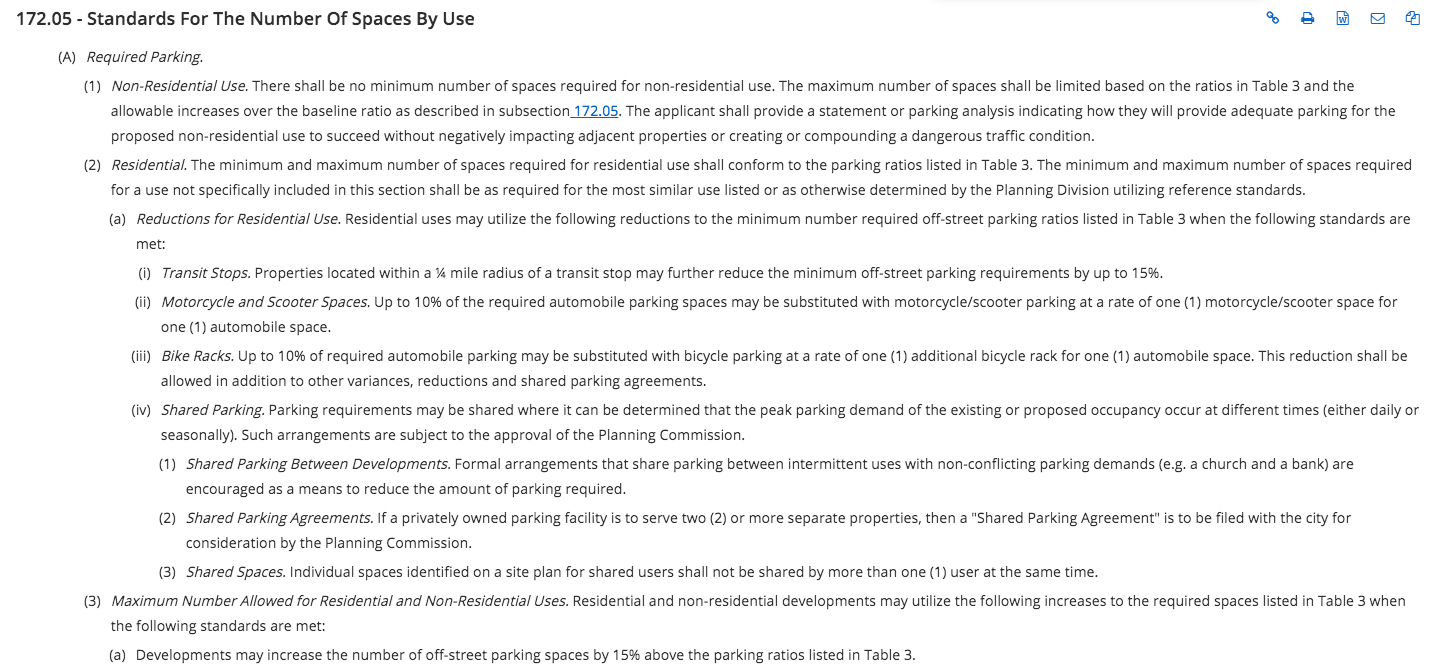 172.05 - Standards For The Number Of Spaces By Use
(A) Required Parking.
(1) Non-Residential Use. There shall be no minimum number of spaces required for non-residential use. The maximum number of spaces shall be limited based on the ratios in Table 3 and the
allowable increases over the baseline ratio as described in subsection 172.05. The applicant shall provide a statement or parking analysis indicating how they will provide adequate parking for the
proposed non-residential use to succeed without negatively impacting adjacent properties or creating or compounding a dangerous traffic condition.
(2) Residential. The minimum and maximum number of spaces required for residential use shall conform to the parking ratios listed in Table 3. The minimum and maximum number of spaces required
for a use not specifically included in this section shall be as required for the most similar use listed or as otherwise determined by the Planning Division utilizing reference standards.
(a) Reductions for Residential Use. Residential uses may utilize the following reductions to the minimum number required off-street parking ratios listed in Table 3 when the following standards are
met:
(i) Transit Stops. Properties located within a ¼ mile radius of a transit stop may further reduce the minimum off-street parking requirements by up to 15%.
(ii) Motorcycle and Scooter Spaces. Up to 10% of the required automobile parking spaces may be substituted with motorcycle/scooter parking at a rate of one (1) motorcycle/scooter space for
one (1) automobile space.
(iii) Bike Racks. Up to 10% of required automobile parking may be substituted with bicycle parking at a rate of one (1) additional bicycle rack for one (1) automobile space. This reduction shall be
allowed in addition to other variances, reductions and shared parking agreements.
(iv) Shared Parking. Parking requirements may be shared where it can be determined that the peak parking demand of the existing or proposed occupancy occur at different times (either daily or
seasonally). Such arrangements are subject to the approval of the Planning Commission.
(1) Shared Parking Between Developments. Formal arrangements that share parking between intermittent uses with non-conflicting parking demands (e.g. a church and a bank) are
encouraged as a means to reduce the amount of parking required.
(2) Shared Parking Agreements. If a privately owned parking facility is to serve two (2) or more separate properties, then a "Shared Parking Agreement" is to be filed with the city for
consideration by the Planning Commission.
(3) Shared Spaces. Individual spaces identified on a site plan for shared users shall not be shared by more than one (1) user at the same time.
(3) Maximum Number Allowed for Residential and Non-Residential Uses. Residential and non-residential developments may utilize the following increases to the required spaces listed in Table 3 when
the following standards are met:
(a) Developments may increase the number of off-street parking spaces by 15% above the parking ratios listed in Table 3.